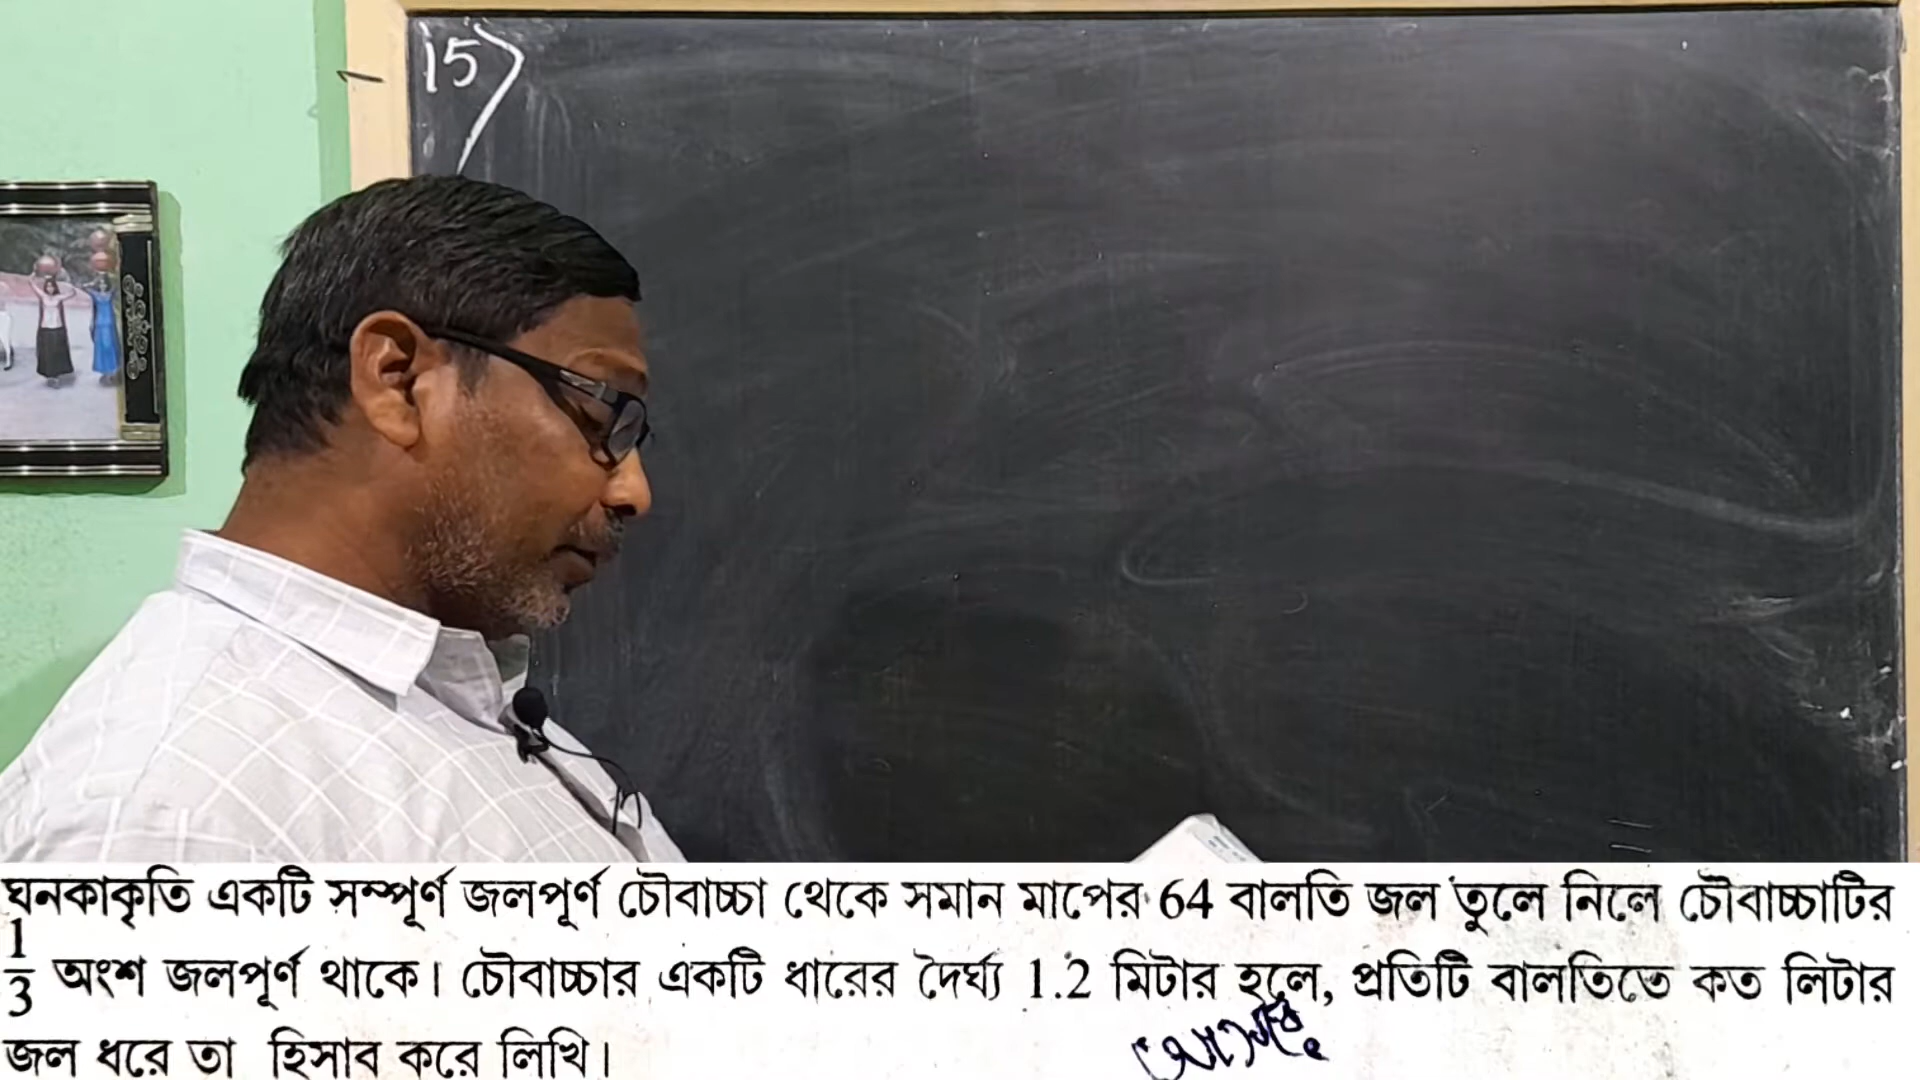 15)
ঘনকাকৃতি একটি সম্পূর্ণ জলপূর্ণ চৌবাচ্চা থেকে সমান মাপের 64 বালতি জল তুলে নিলে চৌবাচ্চাটির
1/3 অংশ জলপূর্ণ থাকে। চৌবাচ্চার একটি ধারের দৈর্ঘ্য 1.2 মিটার হলে, প্রতিটি বালতিতে কত লিটার
জল ধরে তা হিসাব করে লিখি।